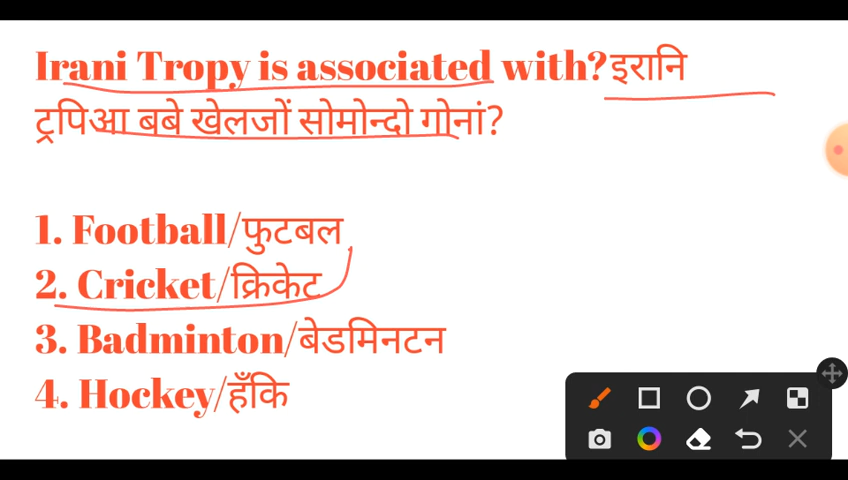 Irani Tropy is associated with?इरानि
ट्रपिआ बबे खेलजों सोमोन्दो गोनां?
1. Football/फुटबल
2. Cricket/क्रिकेट
3. Badminton/बेडमिनटन
4. Hockey/हँकि